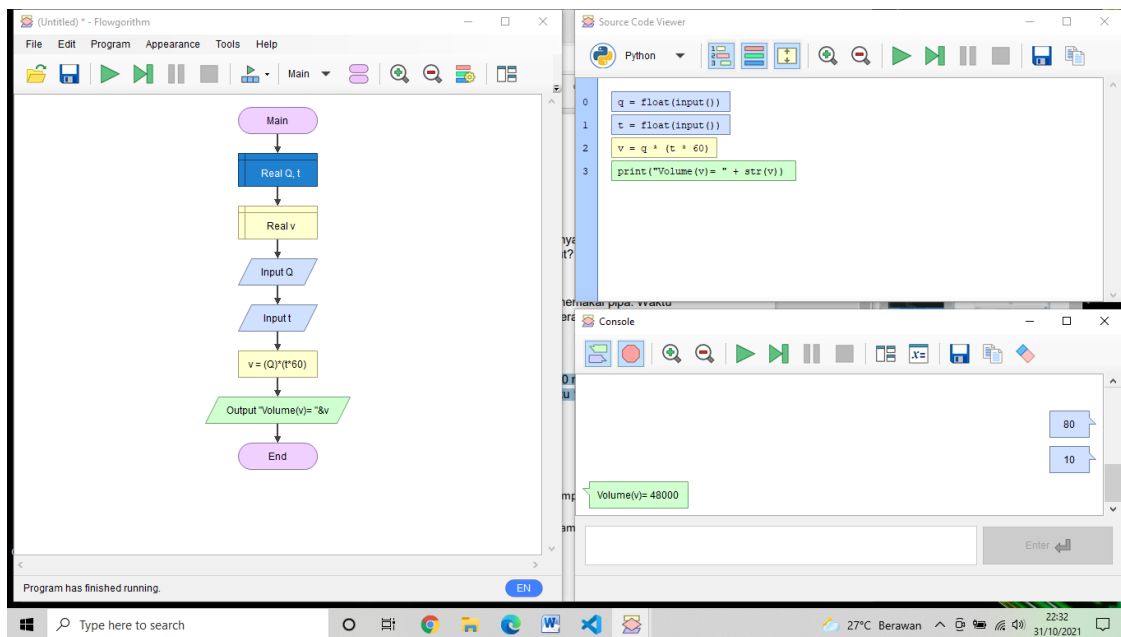 (Untitled) * - Flowgorithm
File Edit Program Appearance Tools Help
Main
Main
Real Q, t
Real v
Input Q
Input t
v = (Q)*(t*60)
Output "Volume(v)= "&v
End
Program has finished running.
EN
Source Code Viewer
Python
0 q = float(input())
1 t = float(input())
2 v = q * (t * 60)
3 print("Volume(v)= " + str(v))
Console
80
10
Volume(v)= 48000
Enter
Type here to search
27°C Berawan
22:32
31/10/2021